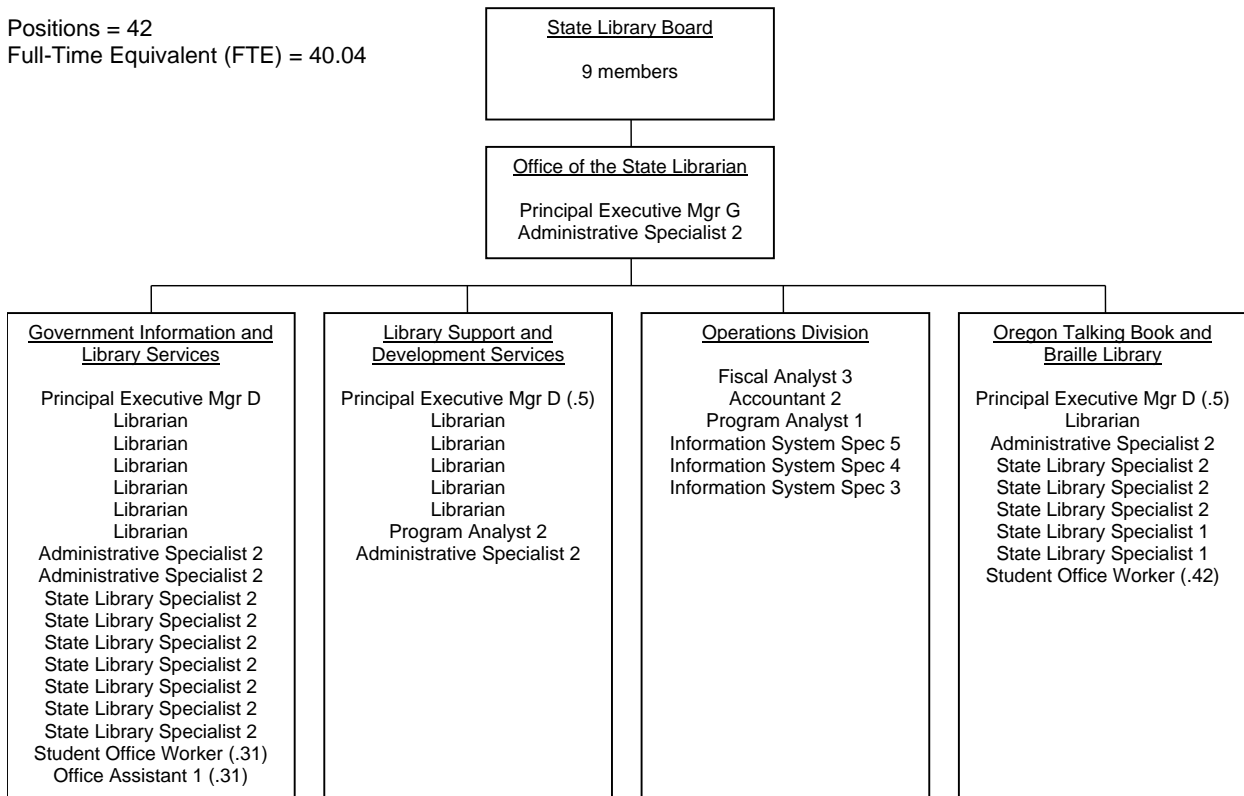 Positions = 42
Full-Time Equivalent (FTE) = 40.04
State Library Board
9 members
Office of the State Librarian
Principal Executive Mgr G
Administrative Specialist 2
Government Information and
Library Services
Principal Executive Mgr D
Librarian
Librarian
Librarian
Librarian
Librarian
Librarian
Administrative Specialist 2
Administrative Specialist 2
State Library Specialist 2
State Library Specialist 2
State Library Specialist 2
State Library Specialist 2
State Library Specialist 2
State Library Specialist 2
State Library Specialist 2
Student Office Worker (.31)
Office Assistant 1 (.31)
Library Support and
Development Services
Principal Executive Mgr D (.5)
Librarian
Librarian
Librarian
Librarian
Librarian
Program Analyst 2
Administrative Specialist 2
Operations Division
Fiscal Analyst 3
Accountant 2
Program Analyst 1
Information System Spec 5
Information System Spec 4
Information System Spec 3
Oregon Talking Book and
Braille Library
Principal Executive Mgr D (.5)
Librarian
Administrative Specialist 2
State Library Specialist 2
State Library Specialist 2
State Library Specialist 2
State Library Specialist 1
State Library Specialist 1
Student Office Worker (.42)